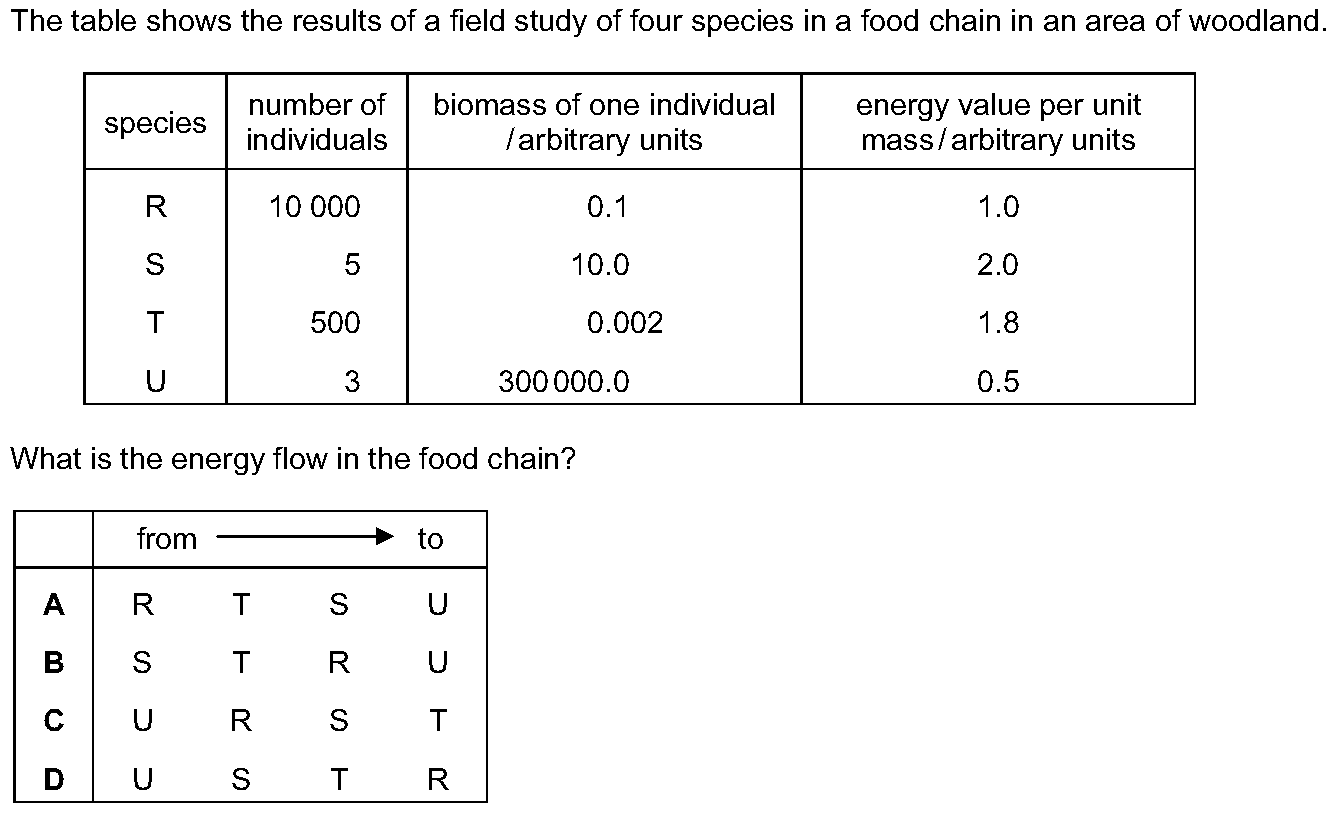 The table shows the results of a field study of four species in a food chain in an area of woodland.
species number of individuals biomass of one individual / arbitrary units energy value per unit mass / arbitrary units
R 10 000 0.1 1.0
S 5 10.0 2.0
T 500 0.002 1.8
U 3 300 000.0 0.5
What is the energy flow in the food chain?
from to
A R T S U
B S T R U
C U R S T
D U S T R